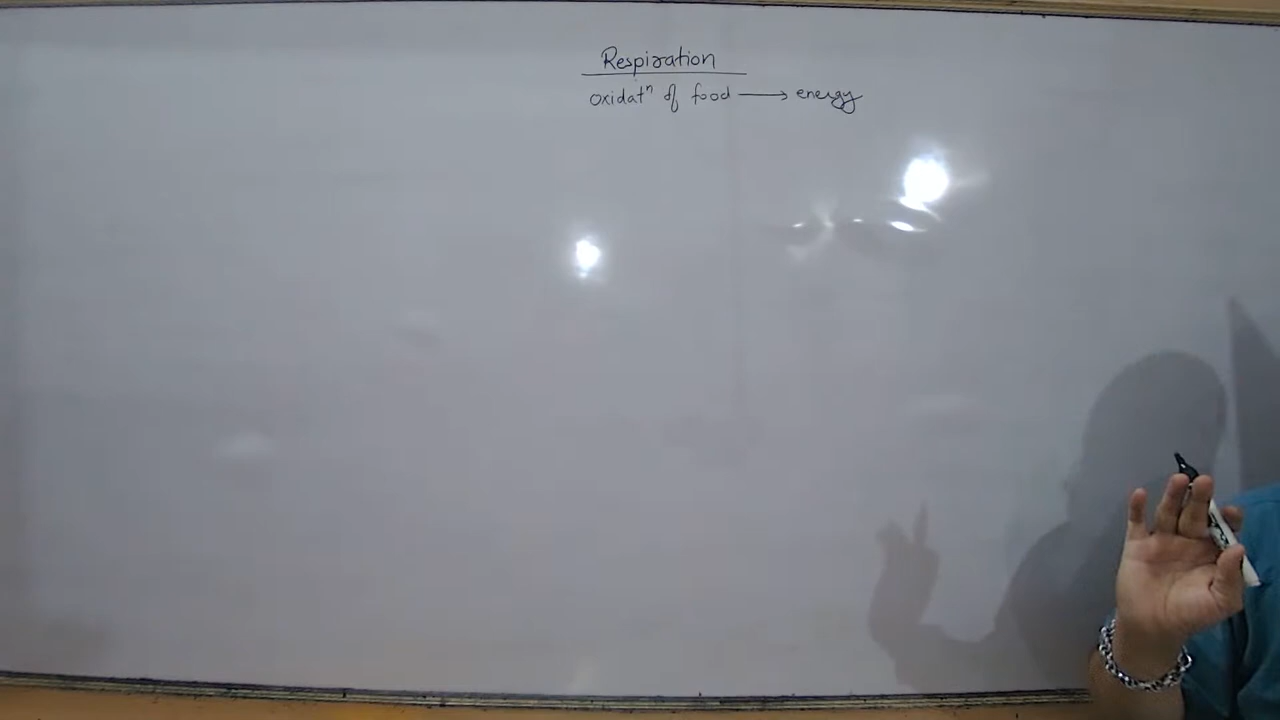 Respiration
oxidatⁿ of food ⟶ energy